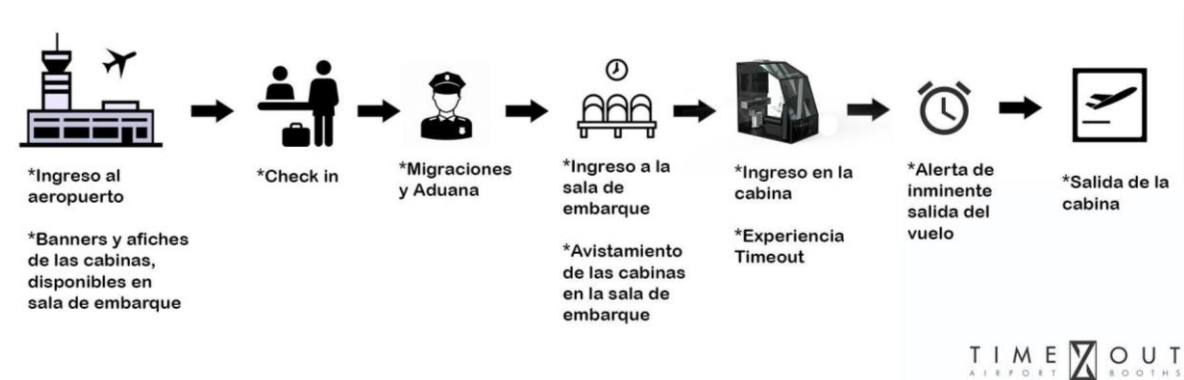 *Ingreso al
aeropuerto
*Banners y afiches
de las cabinas,
disponibles en
sala de embarque
*Check in
*Migraciones
y Aduana
*Ingreso a la
sala de
embarque
*Avistamiento
de las cabinas
en la sala de
embarque
*Ingreso en la
cabina
*Experiencia
Timeout
*Alerta de
inminente
salida del
vuelo
*Salida de la
cabina
TIME OUT
AIRPORT BOOTHS